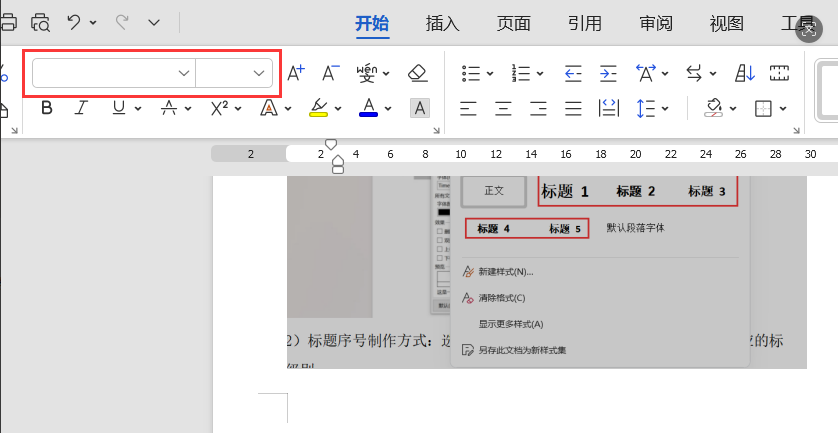 开始 插入 页面 引用 审阅 视图 工具
A+ A− wén 变
B I U A X² A A A
2 2 4 6 8 10 12 14 16 18 20 22 24 26 28 30
正文 标题 1 标题 2 标题 3
标题 4 标题 5 默认段落字体
新建样式(N)...
清除格式(C)
显示更多样式(A)
另存此文档为新样式集
2）标题序号制作方式：选
的标